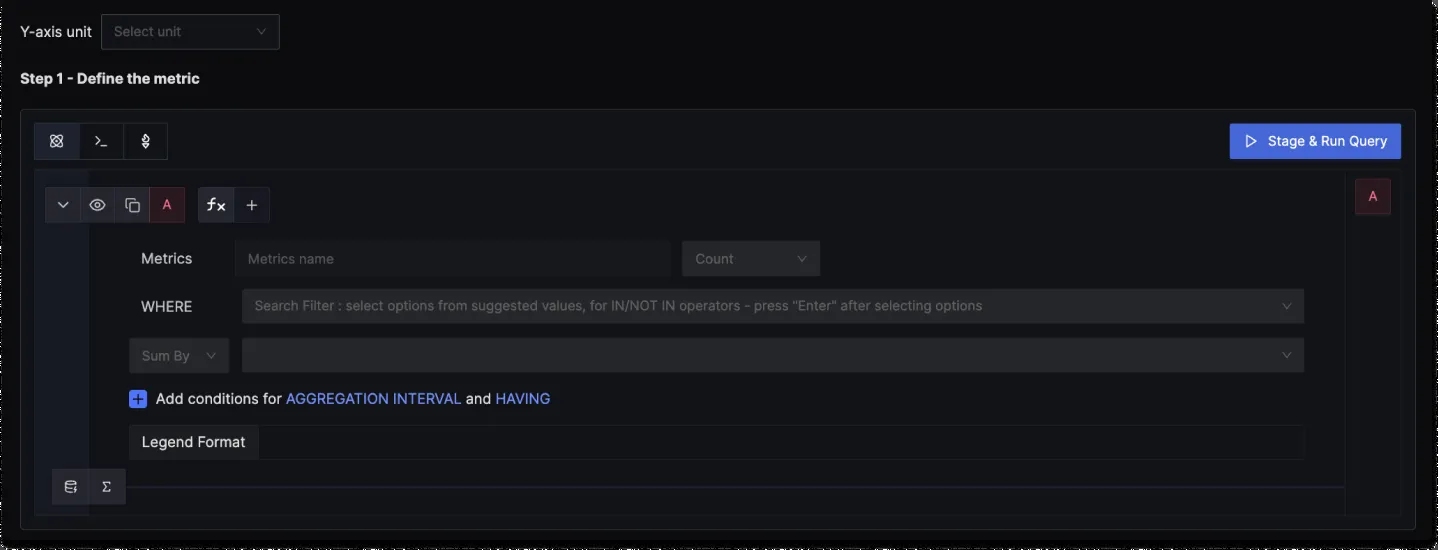 Y-axis unit Select unit
Step 1 - Define the metric
Stage & Run Query
A
A
Metrics Metrics name Count
WHERE Search Filter : select options from suggested values, for IN/NOT IN operators - press "Enter" after selecting options
Sum By
Add conditions for AGGREGATION INTERVAL and HAVING
Legend Format